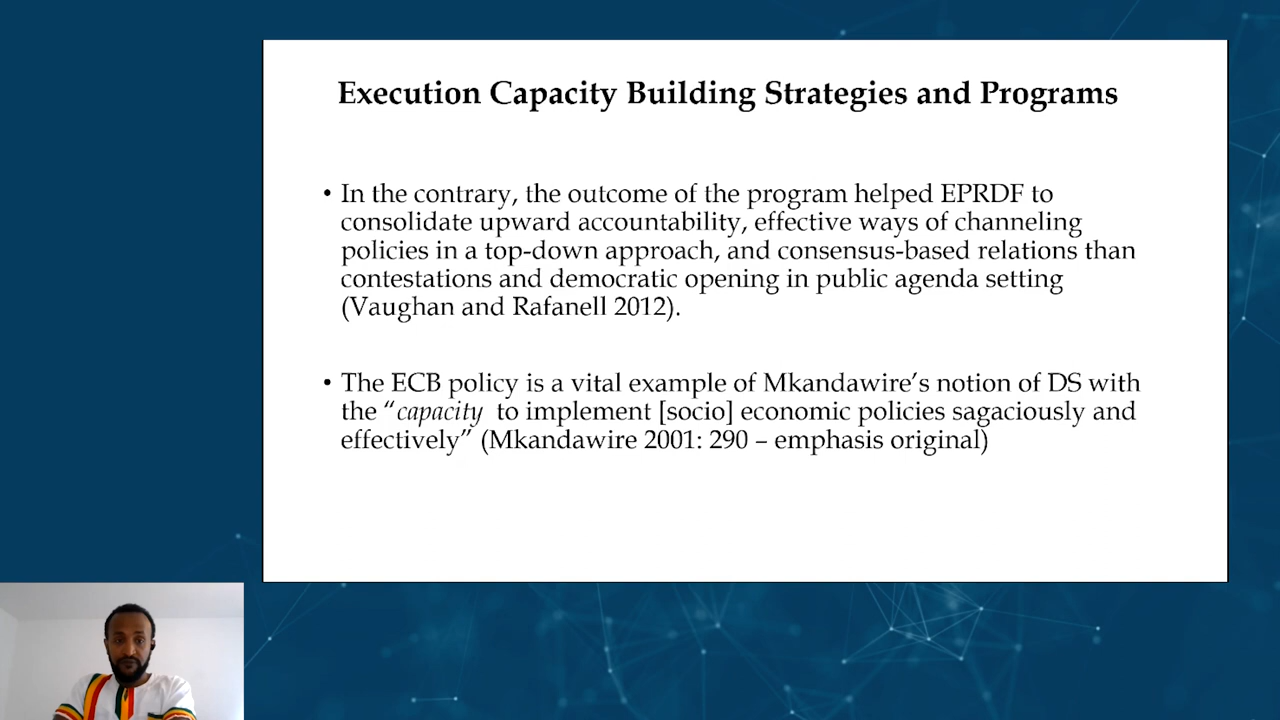 Execution Capacity Building Strategies and Programs
• In the contrary, the outcome of the program helped EPRDF to
consolidate upward accountability, effective ways of channeling
policies in a top-down approach, and consensus-based relations than
contestations and democratic opening in public agenda setting
(Vaughan and Rafanell 2012).
• The ECB policy is a vital example of Mkandawire’s notion of DS with
the “capacity to implement [socio] economic policies sagaciously and
effectively” (Mkandawire 2001: 290 – emphasis original)